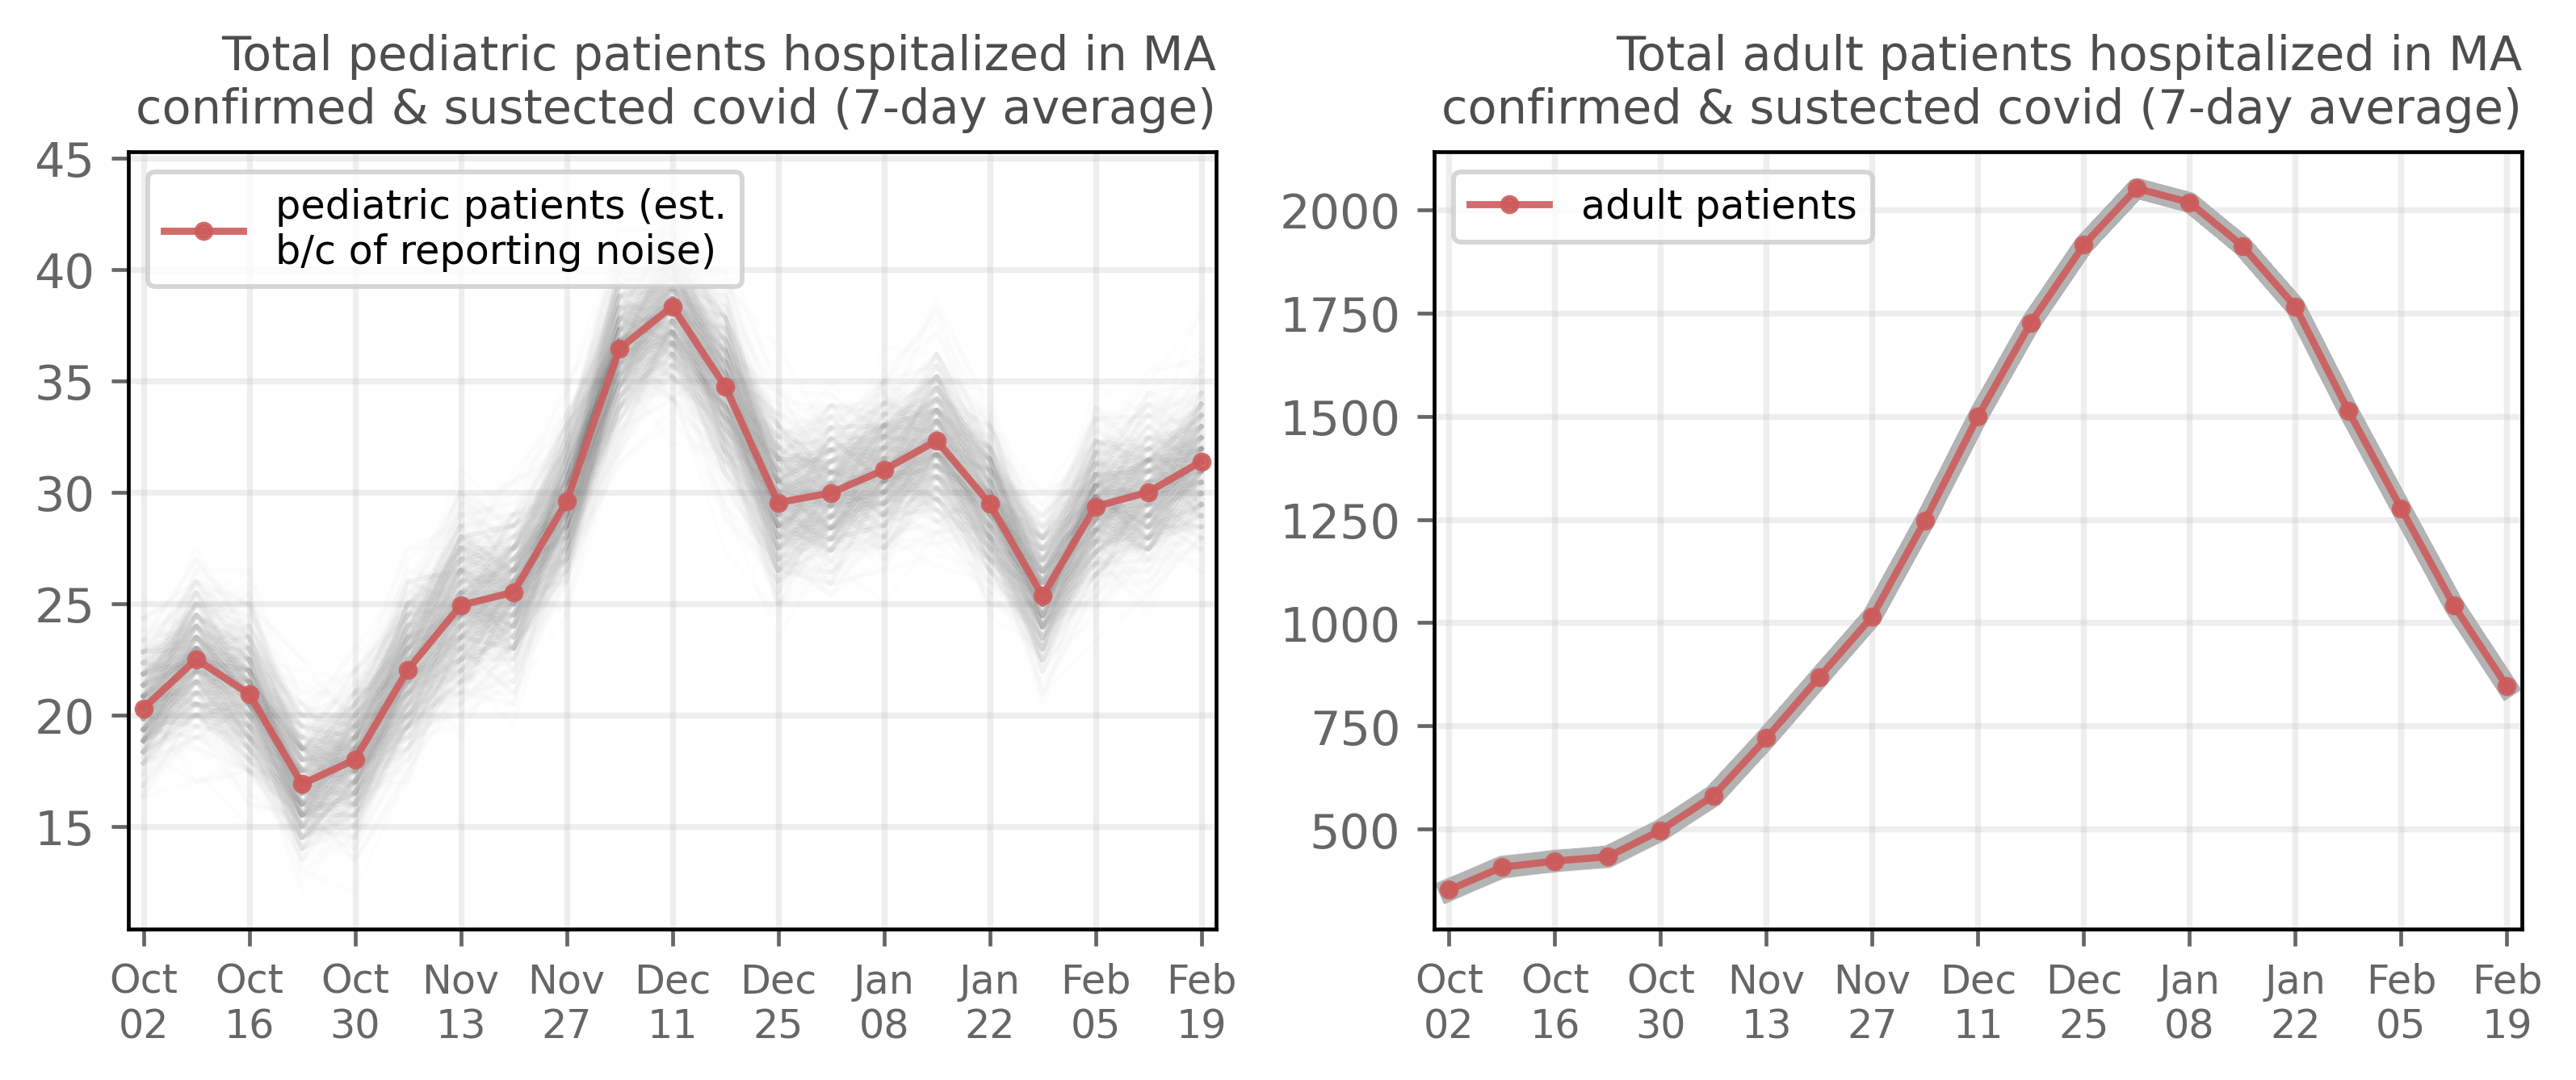 Total pediatric patients hospitalized in MA
confirmed & sustected covid (7-day average)
45
40
35
30
25
20
15
pediatric patients (est.
b/c of reporting noise)
Oct Oct Oct Nov Nov Dec Dec Jan Jan Feb Feb
02 16 30 13 27 11 25 08 22 05 19
Total adult patients hospitalized in MA
confirmed & sustected covid (7-day average)
2000
1750
1500
1250
1000
750
500
adult patients
Oct Oct Oct Nov Nov Dec Dec Jan Jan Feb Feb
02 16 30 13 27 11 25 08 22 05 19